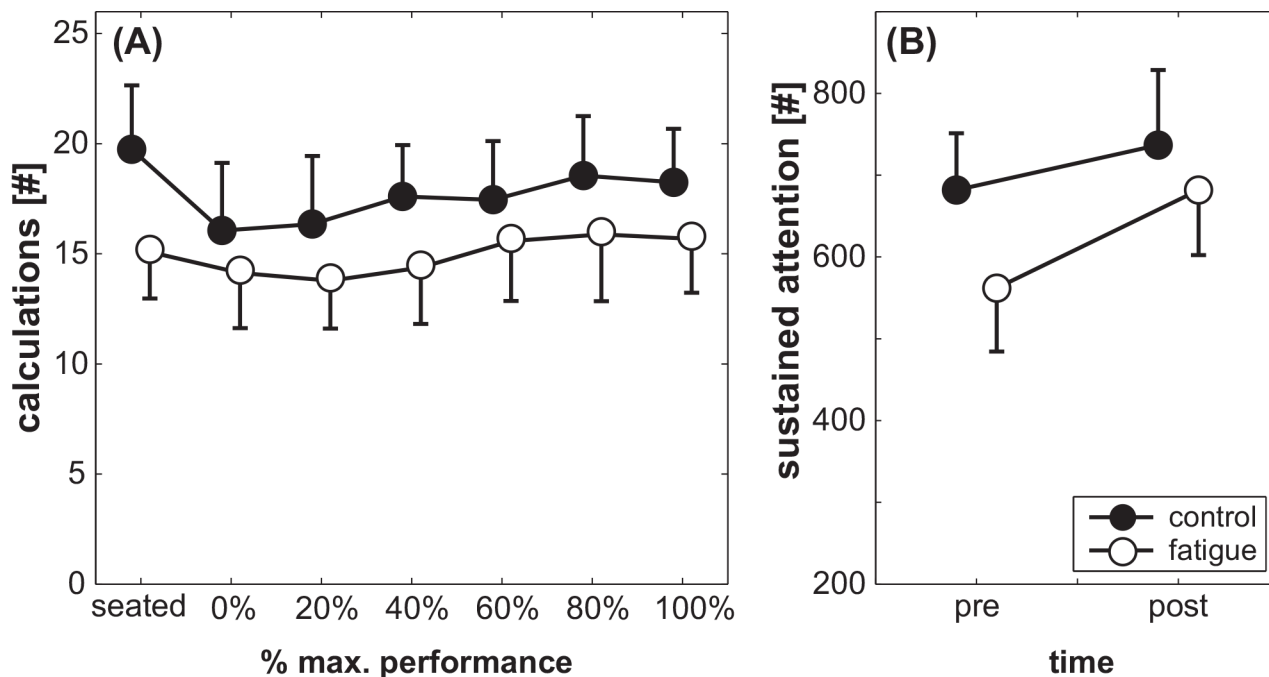 (A)
calculations [#]
25
20
15
10
5
0
seated 0% 20% 40% 60% 80% 100%
% max. performance
(B)
sustained attention [#]
800
600
400
200
pre post
time
control
fatigue